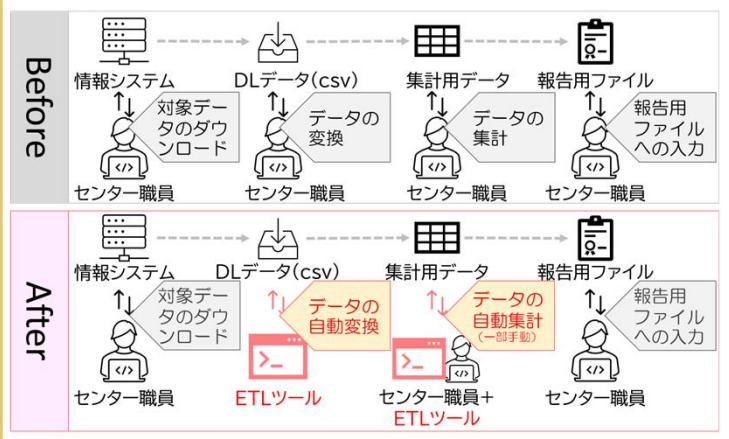 Before
情報システム
DLデータ(csv)
集計用データ
報告用ファイル
対象デー
タのダウ
ンロード
データの
変換
データの
集計
報告用
ファイル
への入力
</>
</>
</>
</>
センター職員
センター職員
センター職員
センター職員
After
情報システム
DLデータ(csv)
集計用データ
報告用ファイル
対象デー
タのダウ
ンロード
データの
自動変換
データの
自動集計
(一部手動)
報告用
ファイル
への入力
</>
>_
>_
</>
</>
センター職員
ETLツール
センター職員+
ETLツール
センター職員